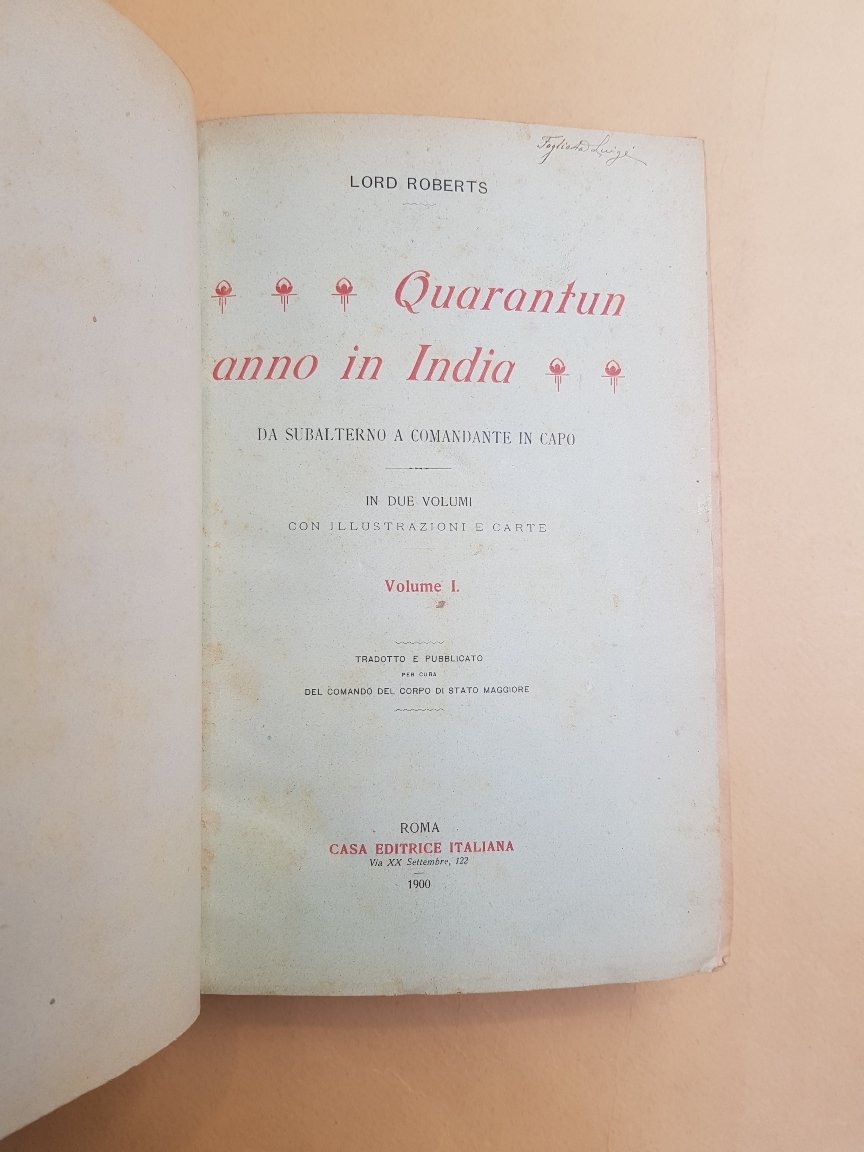 Luigi
LORD ROBERTS
Quarantun
anno in India
DA SUBALTERNO A COMANDANTE IN CAPO
IN DUE VOLUMI
CON ILLUSTRAZIONI E CARTE
Volume I.
TRADOTTO E PUBBLICATO
PER CURA
DEL COMANDO DEL CORPO DI STATO MAGGIORE
ROMA
CASA EDITRICE ITALIANA
Via XX Settembre, 122
1900